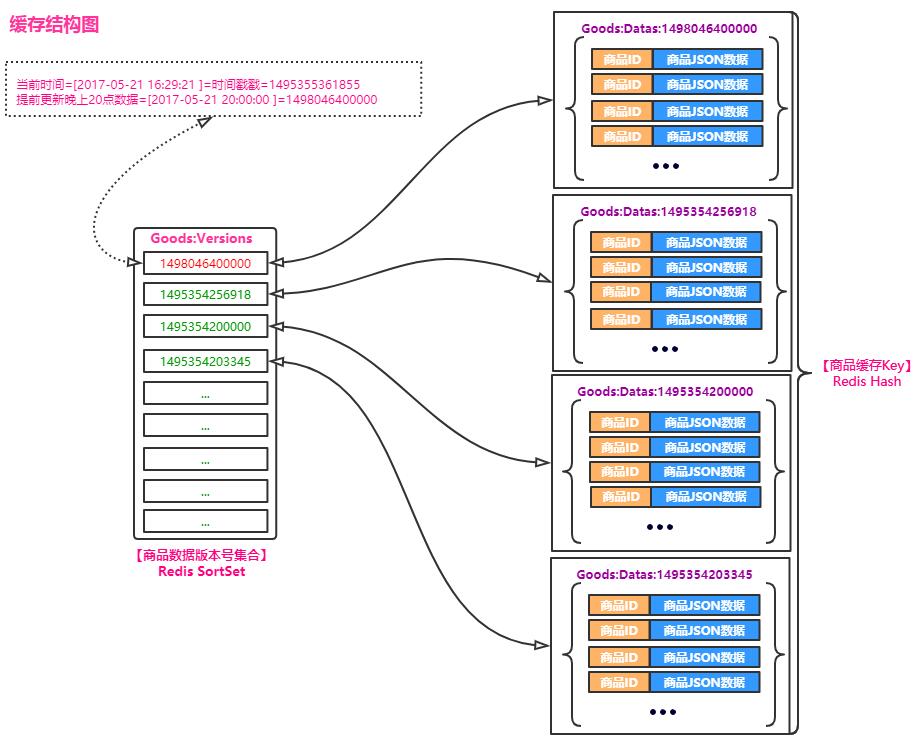 缓存结构图
当前时间=[2017-05-21 16:29:21 ]=时间戳戳=1495355361855
提前更新晚上20点数据=[2017-05-21 20:00:00 ]=1498046400000
Goods:Versions
1498046400000
1495354256918
1495354200000
1495354203345
...
...
...
...
...
【商品数据版本号集合】
Redis SortSet
Goods:Datas:1498046400000
商品ID 商品JSON数据
商品ID 商品JSON数据
商品ID 商品JSON数据
商品ID 商品JSON数据
•••
Goods:Datas:1495354256918
商品ID 商品JSON数据
商品ID 商品JSON数据
商品ID 商品JSON数据
商品ID 商品JSON数据
•••
Goods:Datas:1495354200000
商品ID 商品JSON数据
商品ID 商品JSON数据
商品ID 商品JSON数据
商品ID 商品JSON数据
•••
Goods:Datas:1495354203345
商品ID 商品JSON数据
商品ID 商品JSON数据
商品ID 商品JSON数据
商品ID 商品JSON数据
•••
【商品缓存Key】
Redis Hash